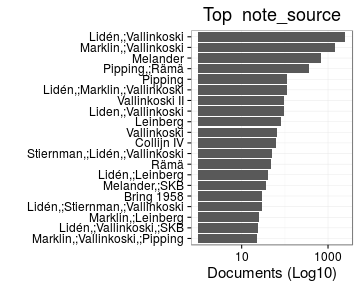 Top note_source
Lidén,;Vallinkoski
Marklin,;Vallinkoski
Melander
Pipping,;Rämä
Pipping
Lidén,;Marklin,;Vallinkoski
Vallinkoski II
Liden,;Vallinkoski
Leinberg
Vallinkoski
Collijn IV
Stiernman,;Lidén,;Vallinkoski
Rämä
Lidén,;Leinberg
Melander,;SKB
Bring 1958
Lidén,;Stiernman,;Vallinkoski
Marklin,;Leinberg
Lidén,;Vallinkoski,;SKB
Marklin,;Vallinkoski,;Pipping
10 1000
Documents (Log10)